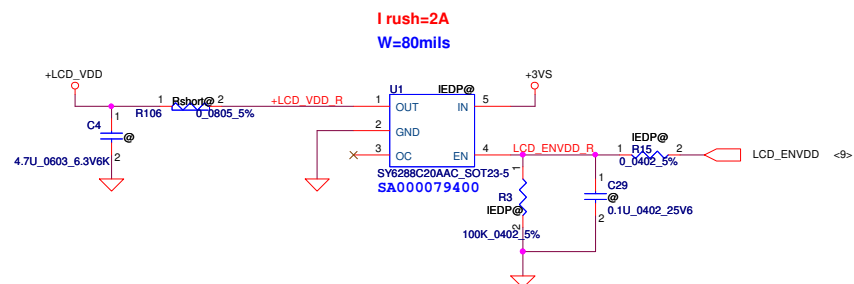 I rush=2A
W=80mils
+LCD_VDD
+3VS
U1
IEDP@
1
Rshort@
2
+LCD_VDD_R
1
OUT
IN
5
R106
0_0805_5%
1
C4
@
2
GND
IEDP@
4.7U_0603_6.3V6K
2
3
OC
EN
4
LCD_ENVDD_R
1
R15
2
LCD_ENVDD
<9>
0_0402_5%
SY6288C20AAC_SOT23-5
SA000079400
1
1
C29
R3
@
IEDP@
0.1U_0402_25V6
2
2
100K_0402_5%